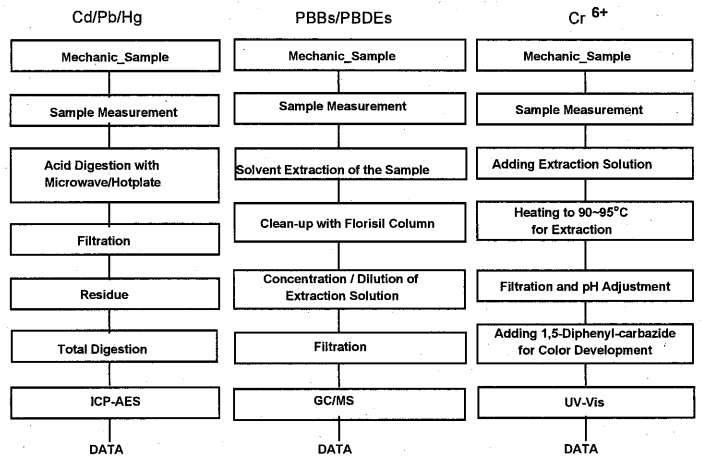 Cd/Pb/Hg
Mechanic_Sample
Sample Measurement
Acid Digestion with
Microwave/Hotplate
Filtration
Residue
Total Digestion
ICP-AES
DATA
PBBs/PBDEs
Mechanic_Sample
Sample Measurement
Solvent Extraction of the Sample
Clean-up with Florisil Column
Concentration / Dilution of
Extraction Solution
Filtration
GC/MS
DATA
Cr 6+
Mechanic_Sample
Sample Measurement
Adding Extraction Solution
Heating to 90~95°C
for Extraction
Filtration and pH Adjustment
Adding 1,5-Diphenyl-carbazide
for Color Development
UV-Vis
DATA